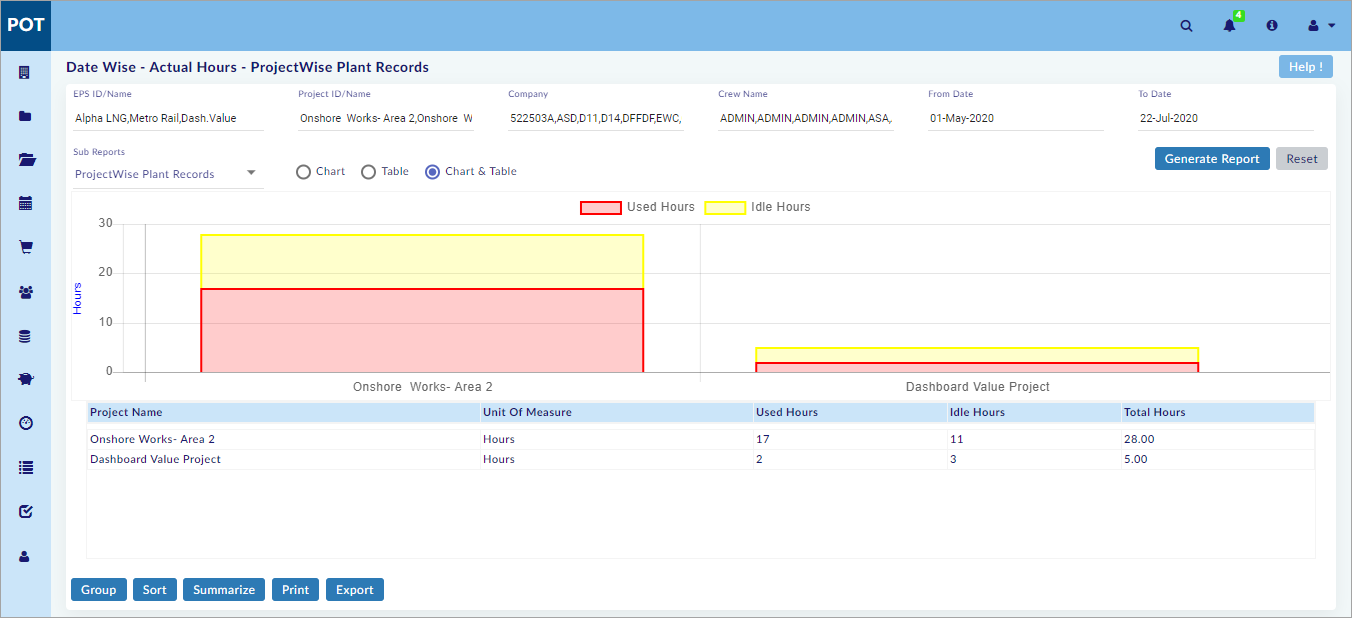 POT
4
Date Wise - Actual Hours - ProjectWise Plant Records
Help !
EPS ID/Name Project ID/Name Company Crew Name From Date To Date
Alpha LNG,Metro Rail,Dash.Value Onshore Works- Area 2,Onshore W 522503A,ASD,D11,D14,DFFDF,EWC, ADMIN,ADMIN,ADMIN,ADMIN,ASA, 01-May-2020 22-Jul-2020
Sub Reports
ProjectWise Plant Records Chart Table Chart & Table Generate Report Reset
Used Hours Idle Hours
30
20
Hours
10
0
Onshore Works- Area 2 Dashboard Value Project
Project Name Unit Of Measure Used Hours Idle Hours Total Hours
Onshore Works- Area 2 Hours 17 11 28.00
Dashboard Value Project Hours 2 3 5.00
Group Sort Summarize Print Export